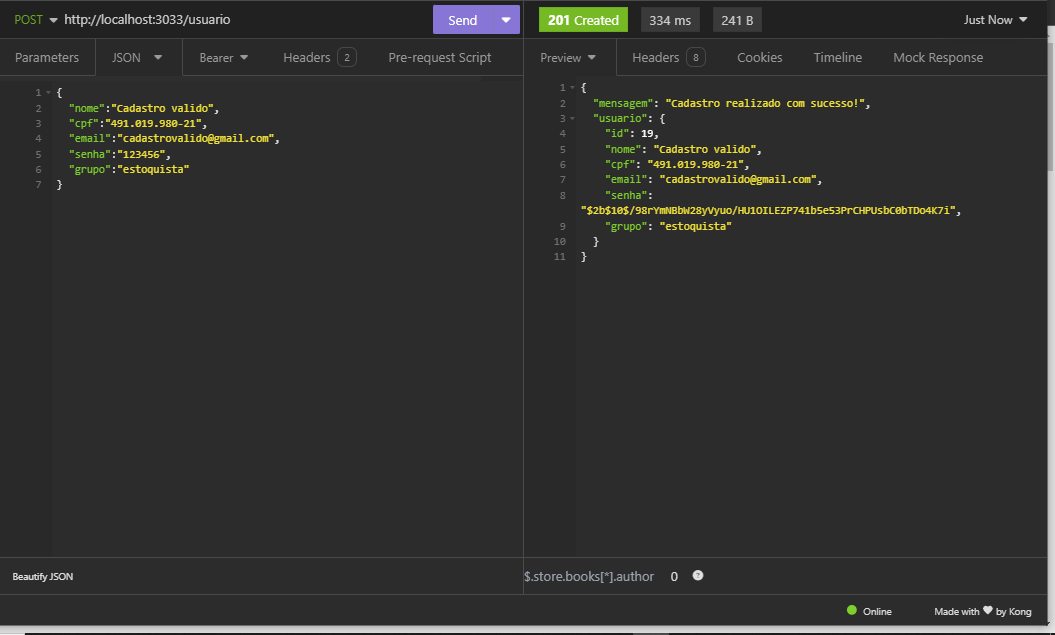 POST http://localhost:3033/usuario Send 201 Created 334 ms 241 B Just Now
Parameters JSON Bearer Headers 2 Pre-request Script Preview Headers 8 Cookies Timeline Mock Response
1 {
2 "nome":"Cadastro valido",
3 "cpf":"491.019.980-21",
4 "email":"cadastrovalido@gmail.com",
5 "senha":"123456",
6 "grupo":"estoquista"
7 }
1 {
2 "mensagem": "Cadastro realizado com sucesso!",
3 "usuario": {
4 "id": 19,
5 "nome": "Cadastro valido",
6 "cpf": "491.019.980-21",
7 "email": "cadastrovalido@gmail.com",
8 "senha":
"$2b$10$/98rYmNBbW28yVyuo/HU1OILEZP741b5e53PrCHPUsbC0bTDo4K7i",
9 "grupo": "estoquista"
10 }
11 }
Beautify JSON
$.store.books[*].author 0 ?
Online Made with ♥ by Kong